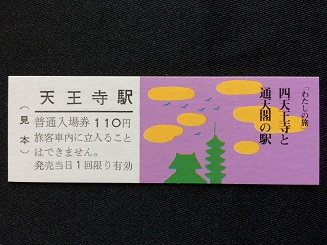 天王寺駅
（見本）
普通入場券 110円
旅客車内に立入ること
はできません。
発売当日1回限り有効
「わたしの旅」
四天王寺と
通天閣の駅